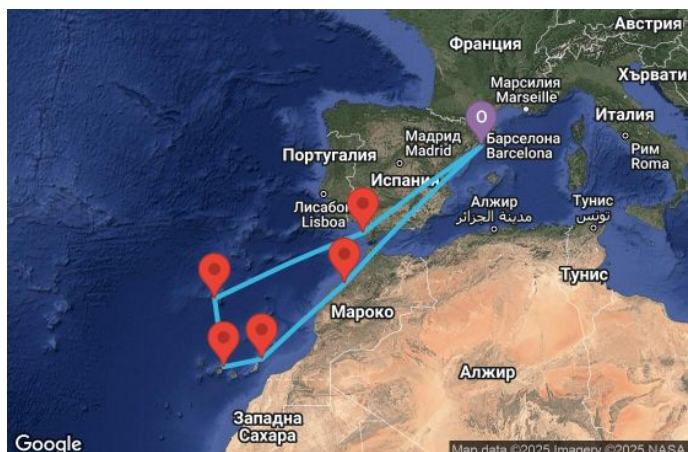 Австрия
Франция
Хървати
Марсилия
Marseille
О
Италия
Мадрид
Madrid
Барселона
Barcelona
Рим
Roma
Португалия
Испания
Лисабон
Lisboa
Алжир
مدينة الجزائر
Тунис
تونس
Тунис
Мароко
Алжир
Западна
Сахара
Google
Map data ©2025 Imagery ©2025 NASA